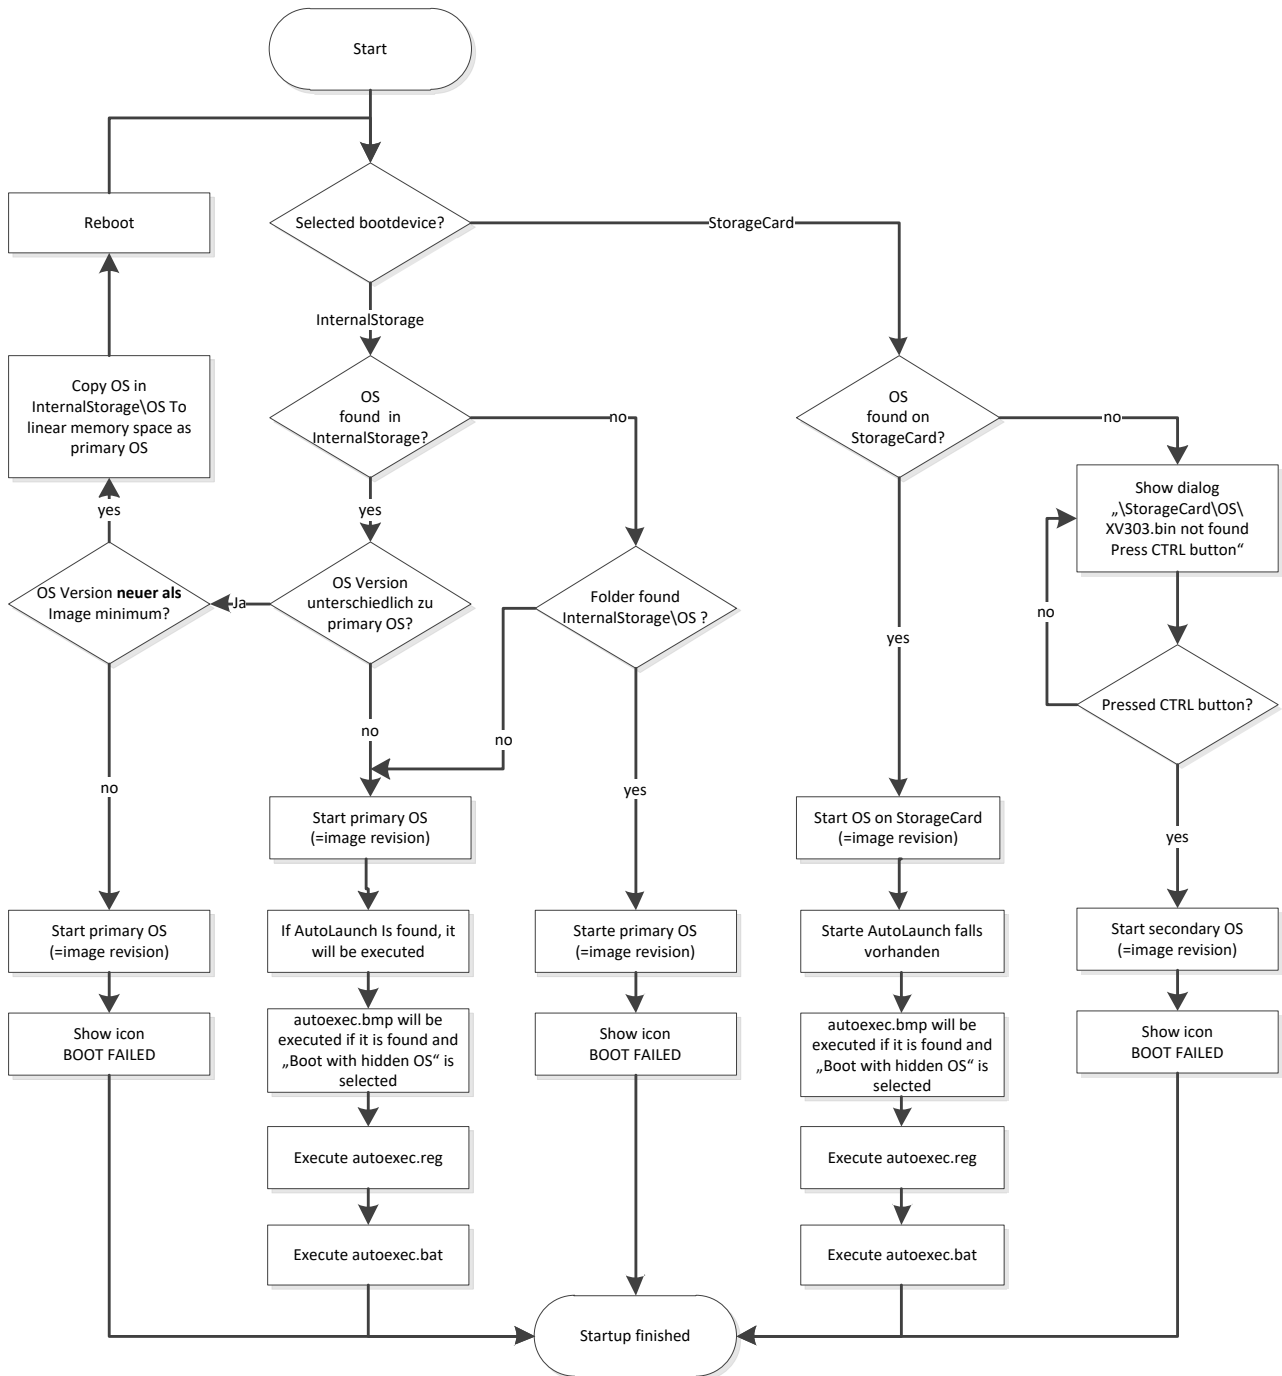 Start
Reboot
Selected bootdevice?
StorageCard
InternalStorage
Copy OS in
InternalStorage\OS To
linear memory space as
primary OS
OS
found in
InternalStorage?
no
OS
found on
StorageCard?
no
yes
yes
Show dialog
„\StorageCard\OS\
XV303.bin not found
Press CTRL button“
OS Version neuer als
Image minimum?
Ja
OS Version
unterschiedlich zu
primary OS?
Folder found
InternalStorage\OS ?
no
yes
Pressed CTRL button?
no
no
no
yes
yes
Start primary OS
(=image revision)
Start OS on StorageCard
(=image revision)
Start primary OS
(=image revision)
If AutoLaunch Is found, it
will be executed
Starte primary OS
(=image revision)
Starte AutoLaunch falls
vorhanden
Start secondary OS
(=image revision)
Show icon
BOOT FAILED
autoexec.bmp will be
executed if it is found and
„Boot with hidden OS“ is
selected
Show icon
BOOT FAILED
autoexec.bmp will be
executed if it is found and
„Boot with hidden OS“ is
selected
Show icon
BOOT FAILED
Execute autoexec.reg
Execute autoexec.reg
Execute autoexec.bat
Execute autoexec.bat
Startup finished